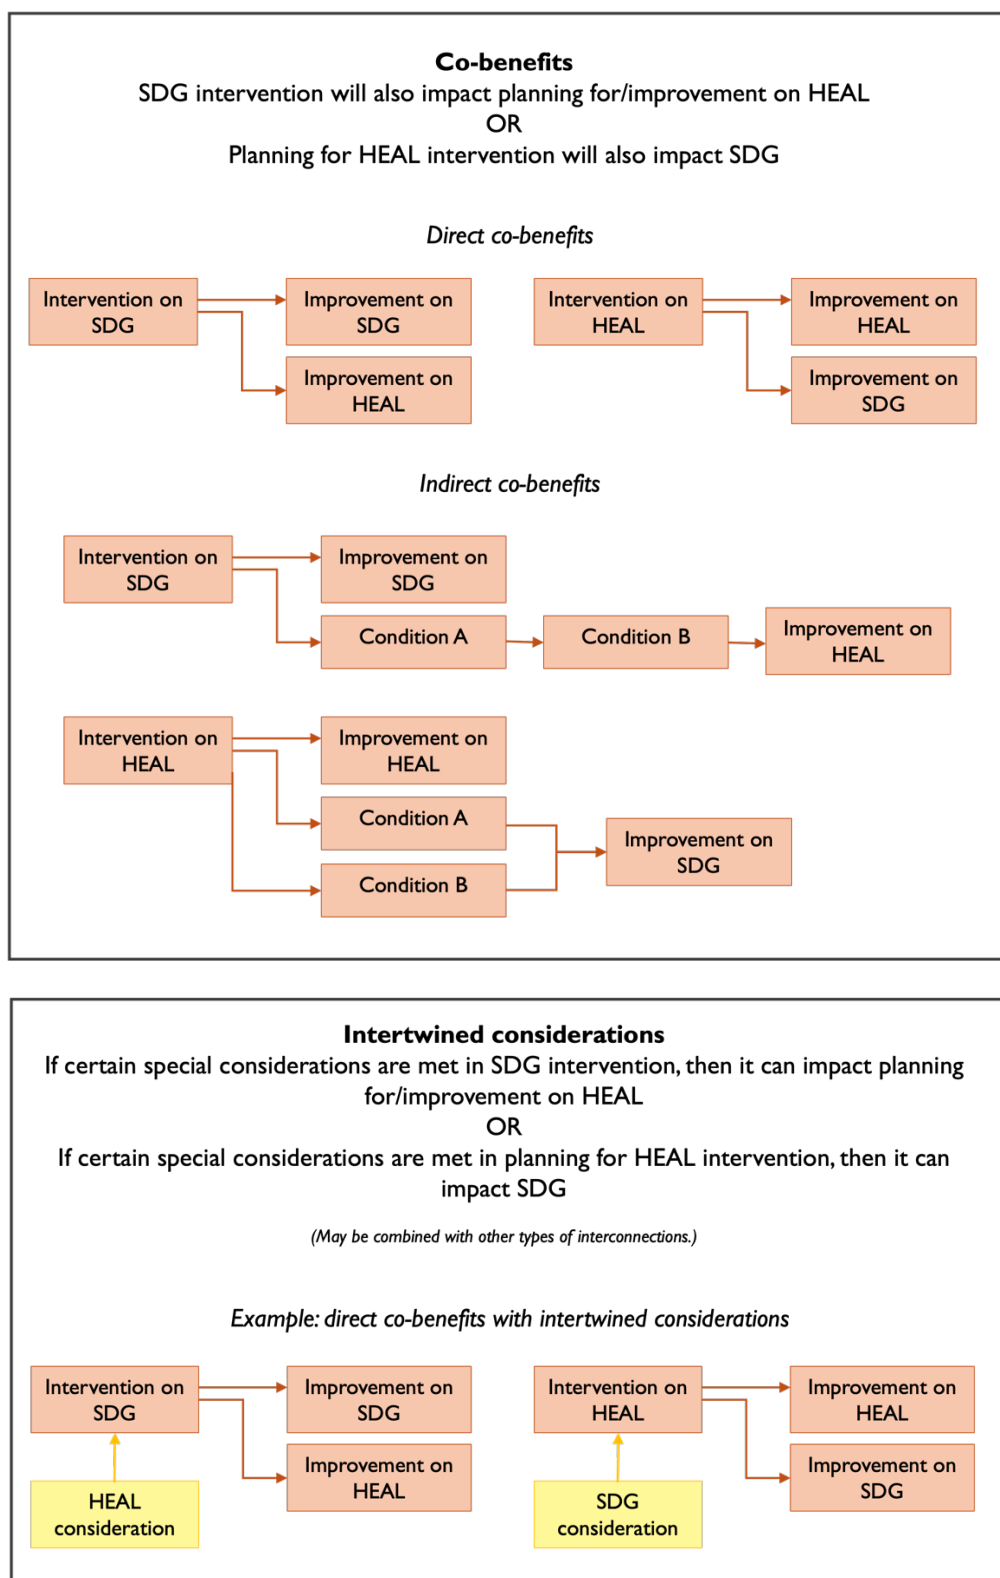 Co-benefits
SDG intervention will also impact planning for/improvement on HEAL
OR
Planning for HEAL intervention will also impact SDG
Direct co-benefits
Intervention on
SDG
Improvement on
SDG
Improvement on
HEAL
Intervention on
HEAL
Improvement on
HEAL
Improvement on
SDG
Indirect co-benefits
Intervention on
SDG
Improvement on
SDG
Condition A
Condition B
Improvement on
HEAL
Intervention on
HEAL
Improvement on
HEAL
Condition A
Condition B
Improvement on
SDG
Intertwined considerations
If certain special considerations are met in SDG intervention, then it can impact planning
for/improvement on HEAL
OR
If certain special considerations are met in planning for HEAL intervention, then it can
impact SDG
(May be combined with other types of interconnections.)
Example: direct co-benefits with intertwined considerations
Intervention on
SDG
Improvement on
SDG
Improvement on
HEAL
HEAL
consideration
Intervention on
HEAL
Improvement on
HEAL
Improvement on
SDG
SDG
consideration